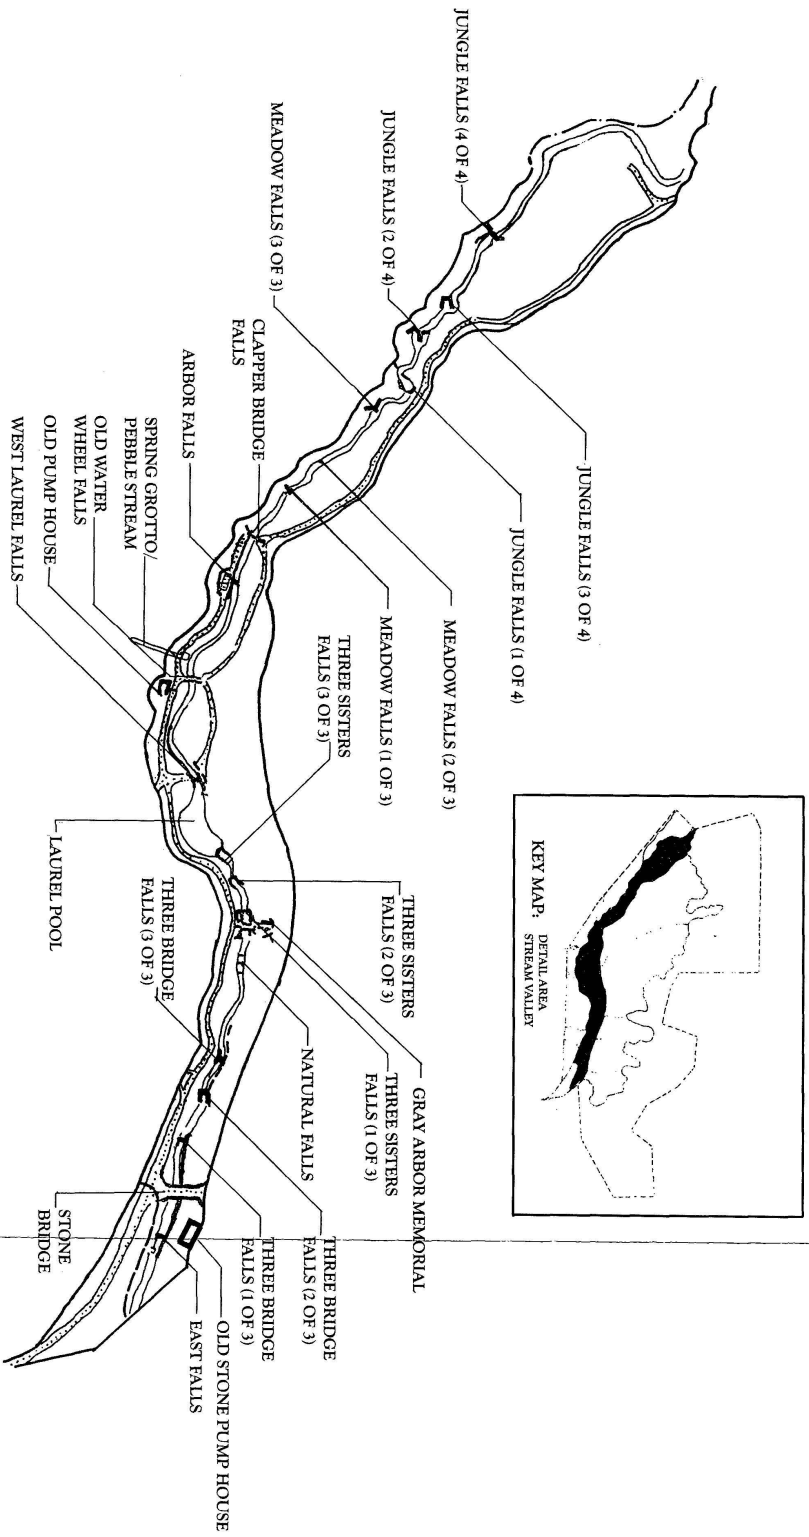 JUNGLE FALLS (4 OF 4)
JUNGLE FALLS (2 OF 4)
MEADOW FALLS (3 OF 3)
CLAPPER BRIDGE
FALLS
ARBOR FALLS
SPRING GROTTO/
PEBBLE STREAM
OLD WATER
WHEEL FALLS
OLD PUMP HOUSE
WEST LAUREL FALLS
JUNGLE FALLS (3 OF 4)
JUNGLE FALLS (1 OF 4)
MEADOW FALLS (2 OF 3)
MEADOW FALLS (1 OF 3)
THREE SISTERS
FALLS (3 OF 3)
LAUREL POOL
THREE SISTERS
FALLS (2 OF 3)
THREE BRIDGE
FALLS (3 OF 3)
GRAY ARBOR MEMORIAL
THREE SISTERS
FALLS (1 OF 3)
NATURAL FALLS
STONE
BRIDGE
THREE BRIDGE
FALLS (2 OF 3)
THREE BRIDGE
FALLS (1 OF 3)
OLD STONE PUMP HOUSE
EAST FALLS
KEY MAP: DETAIL AREA
STREAM VALLEY